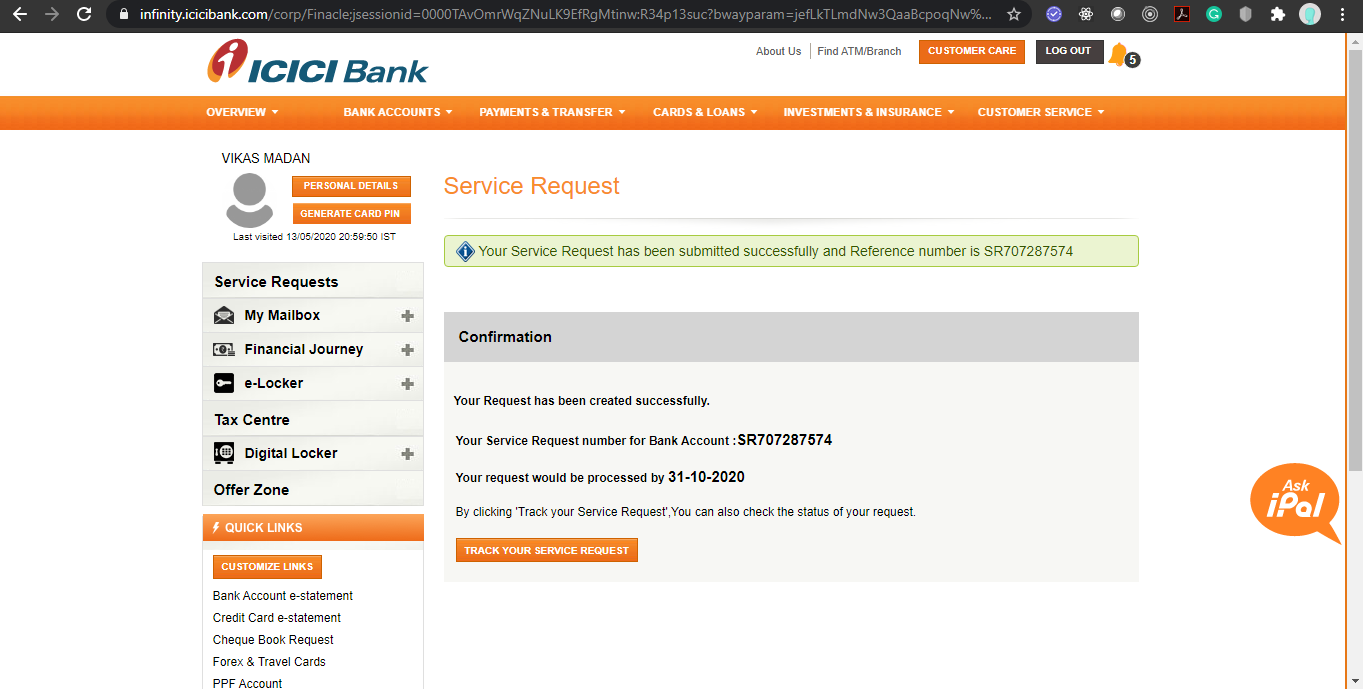 infinity.icicibank.com/corp/Finacle;jsessionid=0000TAvOmrWqZNuLK9EfRgMtinw:R34p13suc?bwayparam=jefLkTLmdNw3QaaBcpoqNw%...
ICICI Bank
About Us Find ATM/Branch CUSTOMER CARE LOG OUT 5
OVERVIEW BANK ACCOUNTS PAYMENTS & TRANSFER CARDS & LOANS INVESTMENTS & INSURANCE CUSTOMER SERVICE
VIKAS MADAN
PERSONAL DETAILS
GENERATE CARD PIN
Last visited 13/05/2020 20:59:50 IST
Service Requests
My Mailbox
Financial Journey
e-Locker
Tax Centre
Digital Locker
Offer Zone
QUICK LINKS
CUSTOMIZE LINKS
Bank Account e-statement
Credit Card e-statement
Cheque Book Request
Forex & Travel Cards
PPF Account
Service Request
Your Service Request has been submitted successfully and Reference number is SR707287574
Confirmation
Your Request has been created successfully.
Your Service Request number for Bank Account :SR707287574
Your request would be processed by 31-10-2020
By clicking 'Track your Service Request',You can also check the status of your request.
TRACK YOUR SERVICE REQUEST
Ask
iPal